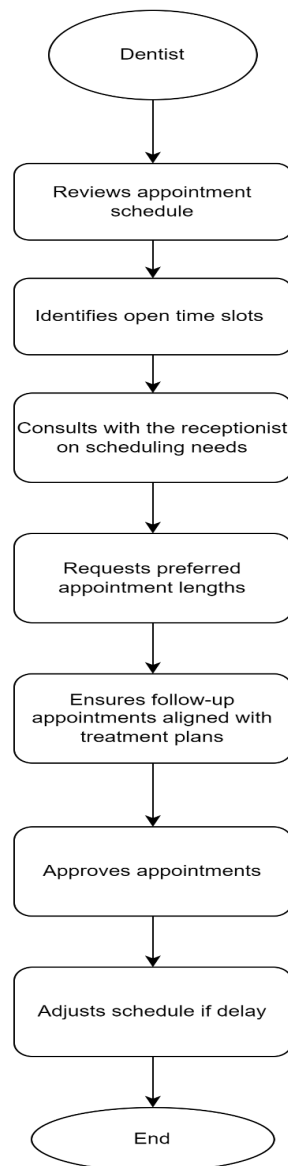 Dentist
Reviews appointment
schedule
Identifies open time slots
Consults with the receptionist
on scheduling needs
Requests preferred
appointment lengths
Ensures follow-up
appointments aligned with
treatment plans
Approves appointments
Adjusts schedule if delay
End